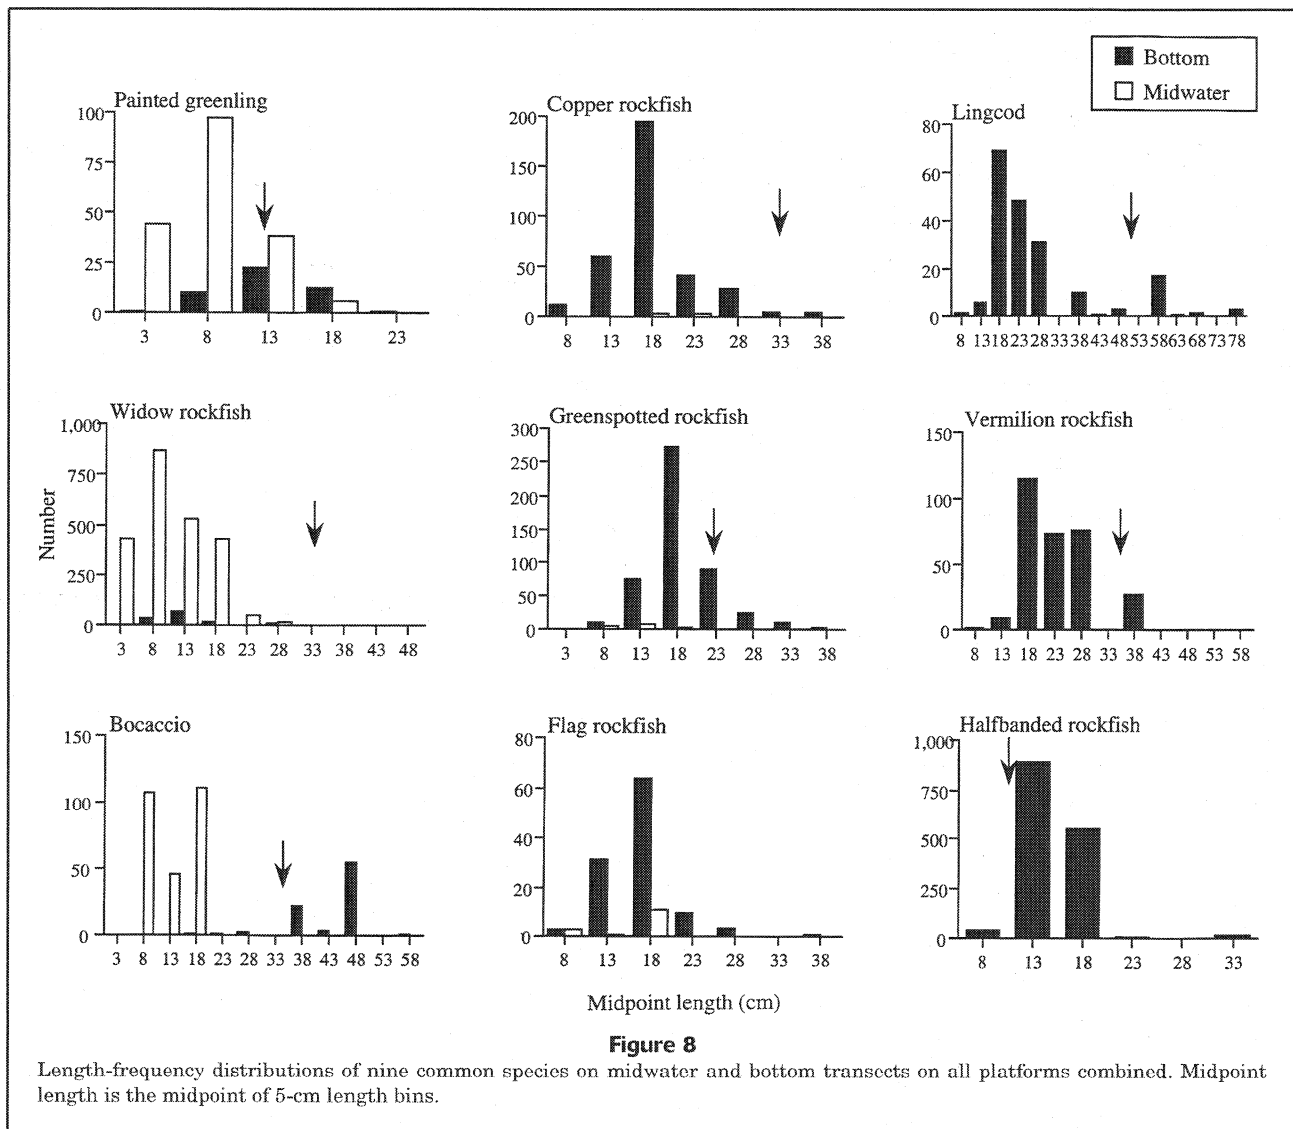 Bottom
Midwater
Painted greenling
100
75
50
25
0
3 8 13 18 23
Copper rockfish
200
150
100
50
0
8 13 18 23 28 33 38
Lingcod
80
60
40
20
0
8 13 18 23 28 33 38 43 48 53 58 63 68 73 78
Number
Widow rockfish
1,000
750
500
250
0
3 8 13 18 23 28 33 38 43 48
Greenspotted rockfish
300
250
200
150
100
50
0
3 8 13 18 23 28 33 38
Vermilion rockfish
150
100
50
0
8 13 18 23 28 33 38 43 48 53 58
Bocaccio
150
100
50
0
3 8 13 18 23 28 33 38 43 48 53 58
Flag rockfish
80
60
40
20
0
8 13 18 23 28 33 38
Halfbanded rockfish
1,000
750
500
250
0
8 13 18 23 28 33
Midpoint length (cm)
Figure 8
Length-frequency distributions of nine common species on midwater and bottom transects on all platforms combined. Midpoint
length is the midpoint of 5-cm length bins.